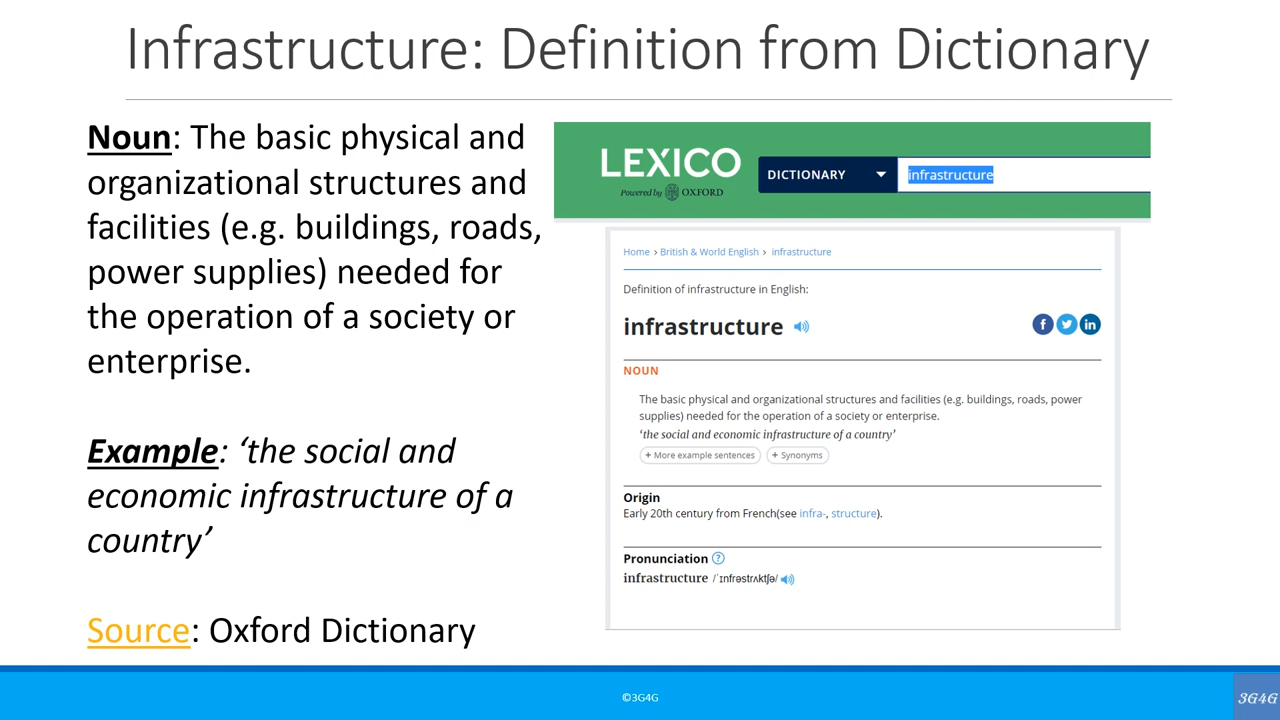 Infrastructure: Definition from Dictionary
Noun: The basic physical and
organizational structures and
facilities (e.g. buildings, roads,
power supplies) needed for
the operation of a society or
enterprise.
Example: ‘the social and
economic infrastructure of a
country’
Source: Oxford Dictionary
LEXICO
Powered by OXFORD
DICTIONARY
infrastructure
Home > British & World English > infrastructure
Definition of infrastructure in English:
infrastructure
NOUN
The basic physical and organizational structures and facilities (e.g. buildings, roads, power
supplies) needed for the operation of a society or enterprise.
‘the social and economic infrastructure of a country’
+ More example sentences + Synonyms
Origin
Early 20th century from French(see infra-, structure).
Pronunciation ?
infrastructure /ˈɪnfrəstrʌktʃə/
©3G4G
3G4G